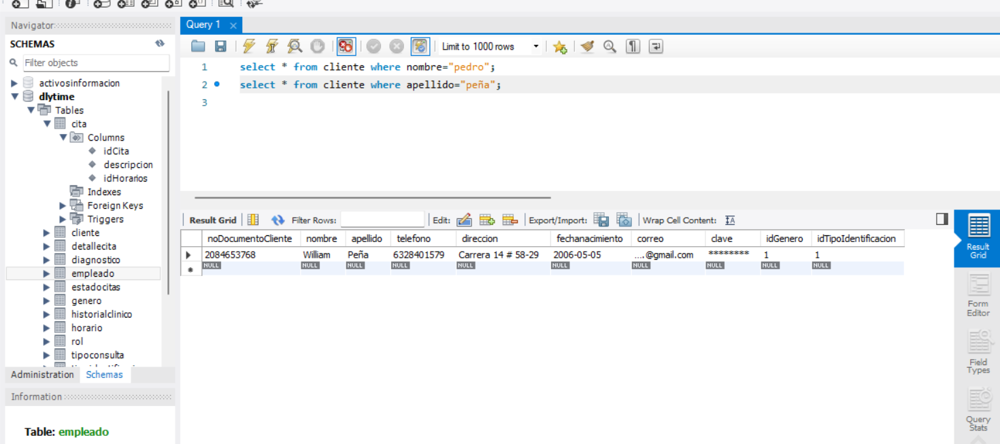 Navigator
Query 1
SCHEMAS
Limit to 1000 rows
Filter objects
1 select * from cliente where nombre="pedro";
2 select * from cliente where apellido="peña";
3
activosinformacion
dlytime
Tables
cita
Columns
idCita
descripcion
idHorarios
Indexes
Foreign Keys
Triggers
cliente
detallecita
diagnostico
empleado
estadocitas
genero
historialclinico
horario
rol
tipoconsulta
Administration Schemas
Information
Table: empleado
Result Grid Filter Rows: Edit: Export/Import: Wrap Cell Content:
noDocumentoCliente nombre apellido telefono direccion fechanacimiento correo clave idGenero idTipoIdentificacion
2084653768 William Peña 6328401579 Carrera 14 # 58-29 2006-05-05 ....@gmail.com ******** 1 1
NULL NULL NULL NULL NULL NULL NULL NULL NULL NULL
Result
Grid
Form
Editor
Field
Types
Query
Stats